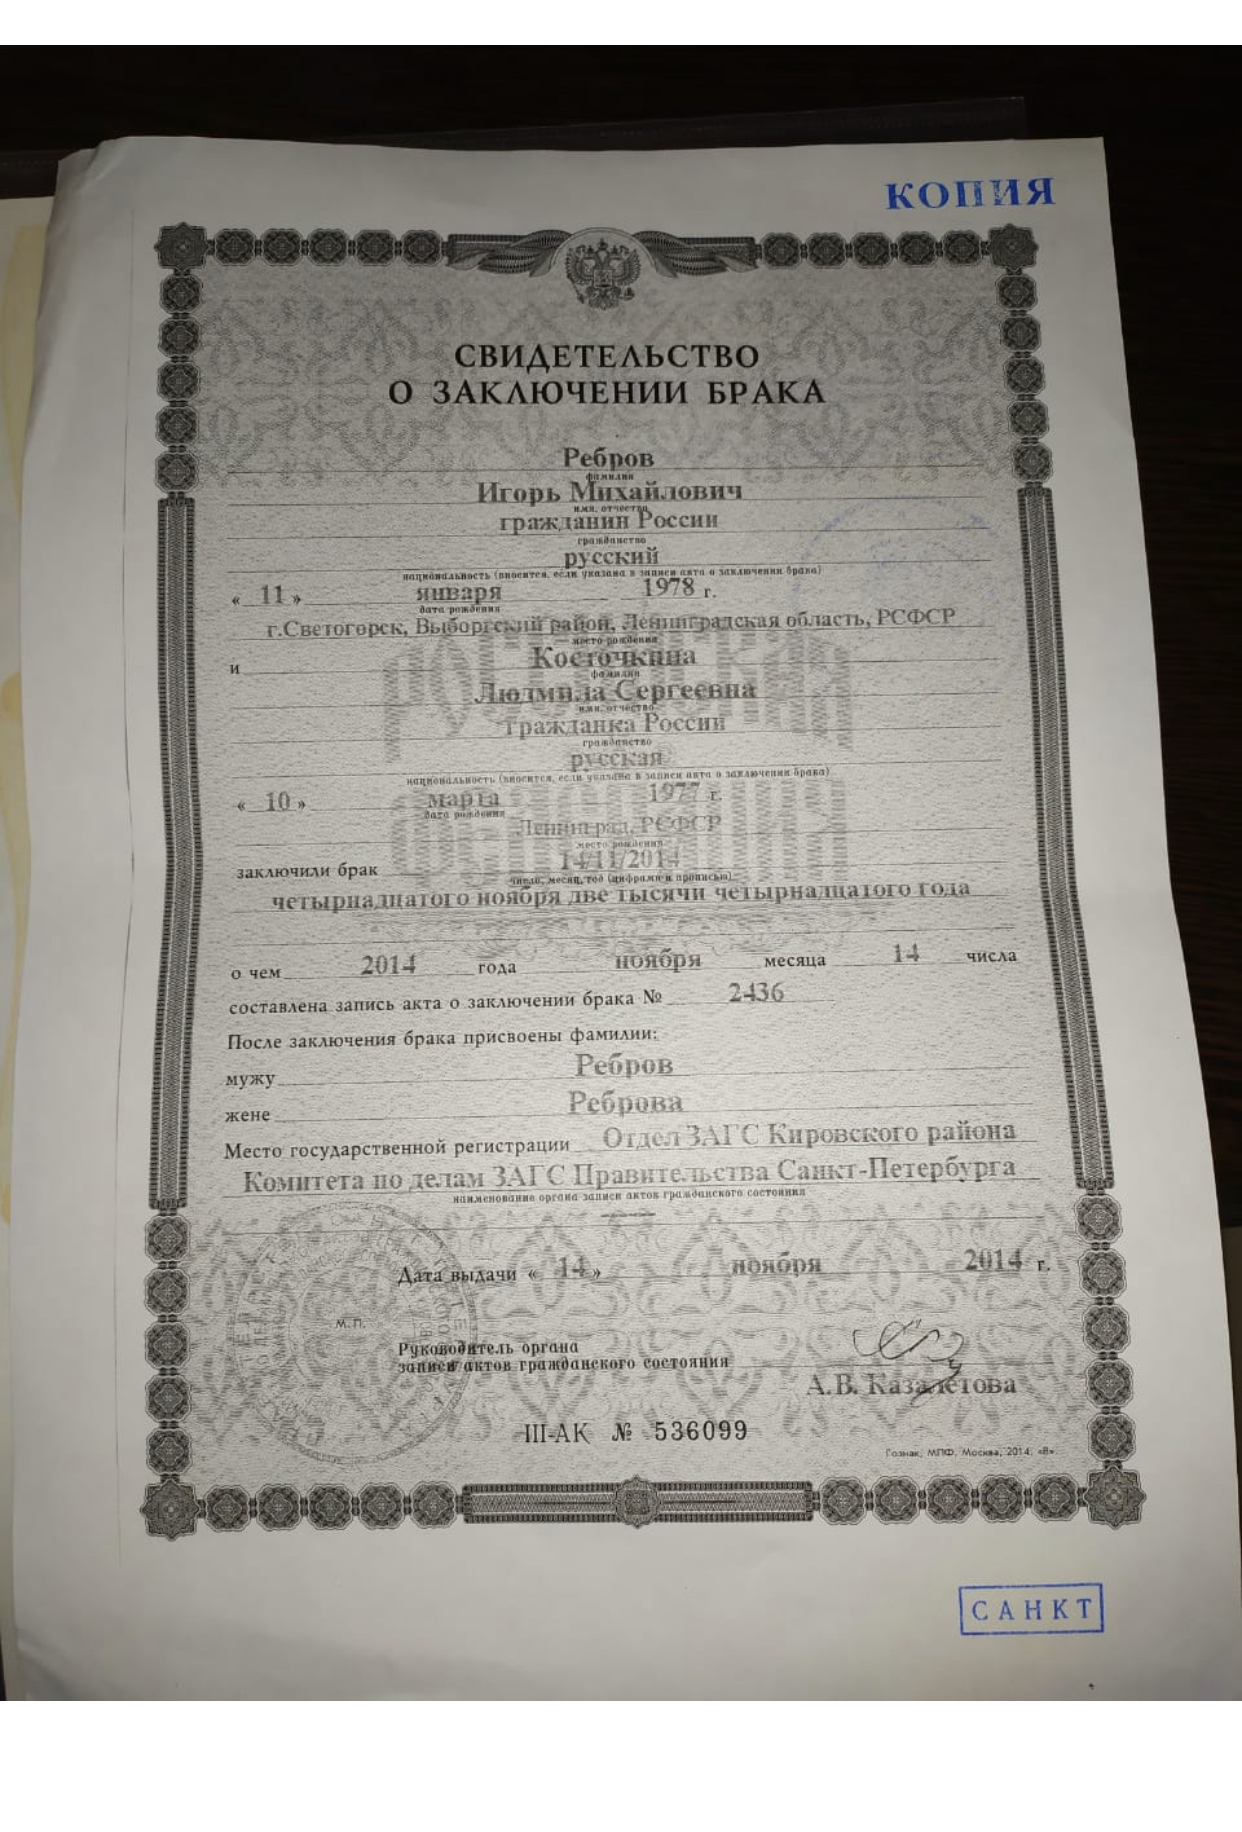 КОПИЯ
СВИДЕТЕЛЬСТВО
О ЗАКЛЮЧЕНИИ БРАКА
Ребров
фамилия
Игорь Михайлович
имя, отчество
гражданин России
гражданство
русский
национальность (вносится, если указана в записи акта о заключении брака)
« 11 » января 1978 г.
дата рождения
г.Светогорск, Выборгский район, Ленинградская область, РСФСР
место рождения
и Косточкина
фамилия
Людмила Сергеевна
имя, отчество
гражданка России
гражданство
русская
национальность (вносится, если указана в записи акта о заключении брака)
« 10 » марта 1977 г.
дата рождения
Ленинград, РСФСР
место рождения
заключили брак 14/11/2014
число, месяц, год (цифрами и прописью)
четырнадцатого ноября две тысячи четырнадцатого года
о чем 2014 года ноября месяца 14 числа
составлена запись акта о заключении брака № 2436
После заключения брака присвоены фамилии:
мужу Ребров
жене Реброва
Место государственной регистрации Отдел ЗАГС Кировского района
Комитета по делам ЗАГС Правительства Санкт-Петербурга
наименование органа записи актов гражданского состояния
Дата выдачи « 14 » ноября 2014 г.
М.П.
Руководитель органа
записи актов гражданского состояния
А.В. Казалетова
III-АК № 536099
Гознак, МПФ, Москва, 2014, «В».
САНКТ